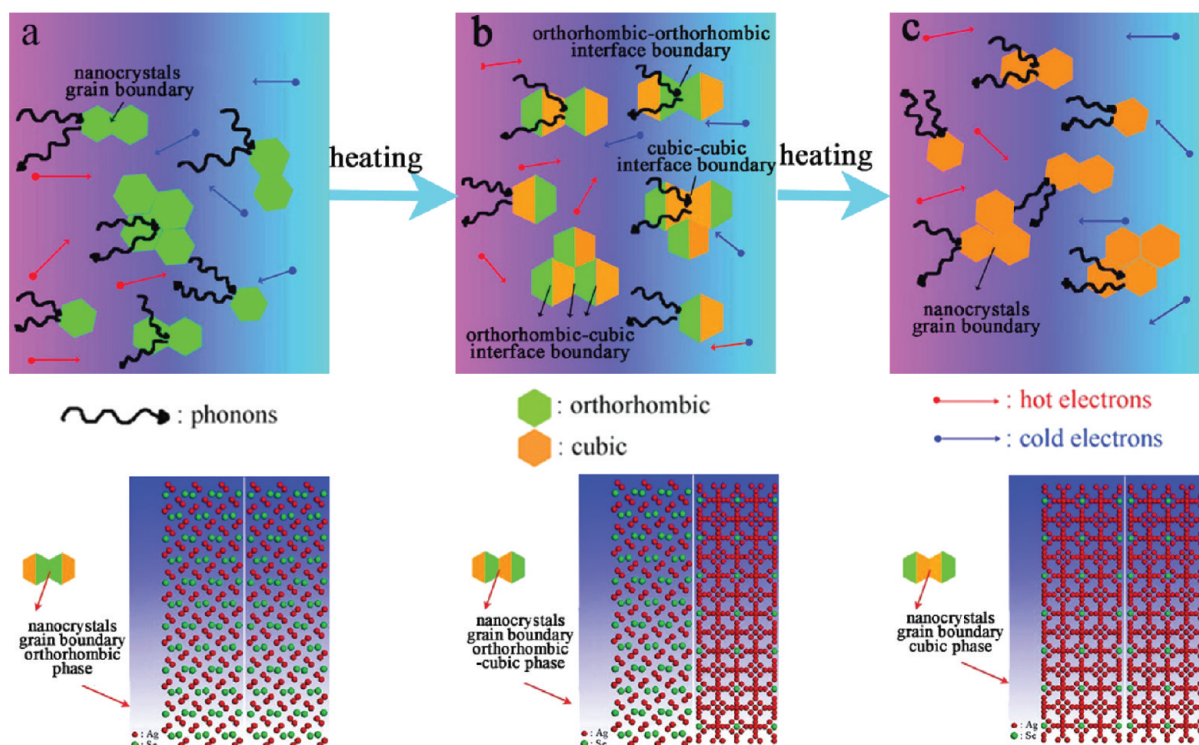 a
nanocrystals
grain boundary
heating
b
orthorhombic-orthorhombic
interface boundary
cubic-cubic
interface boundary
orthorhombic-cubic
interface boundary
heating
c
nanocrystals
grain boundary
: phonons
: orthorhombic
: cubic
: hot electrons
: cold electrons
nanocrystals
grain boundary
orthorhombic
phase
: Ag
: Se
nanocrystals
grain boundary
orthorhombic
-cubic phase
: Ag
: Se
nanocrystals
grain boundary
cubic phase
: Ag
: Se